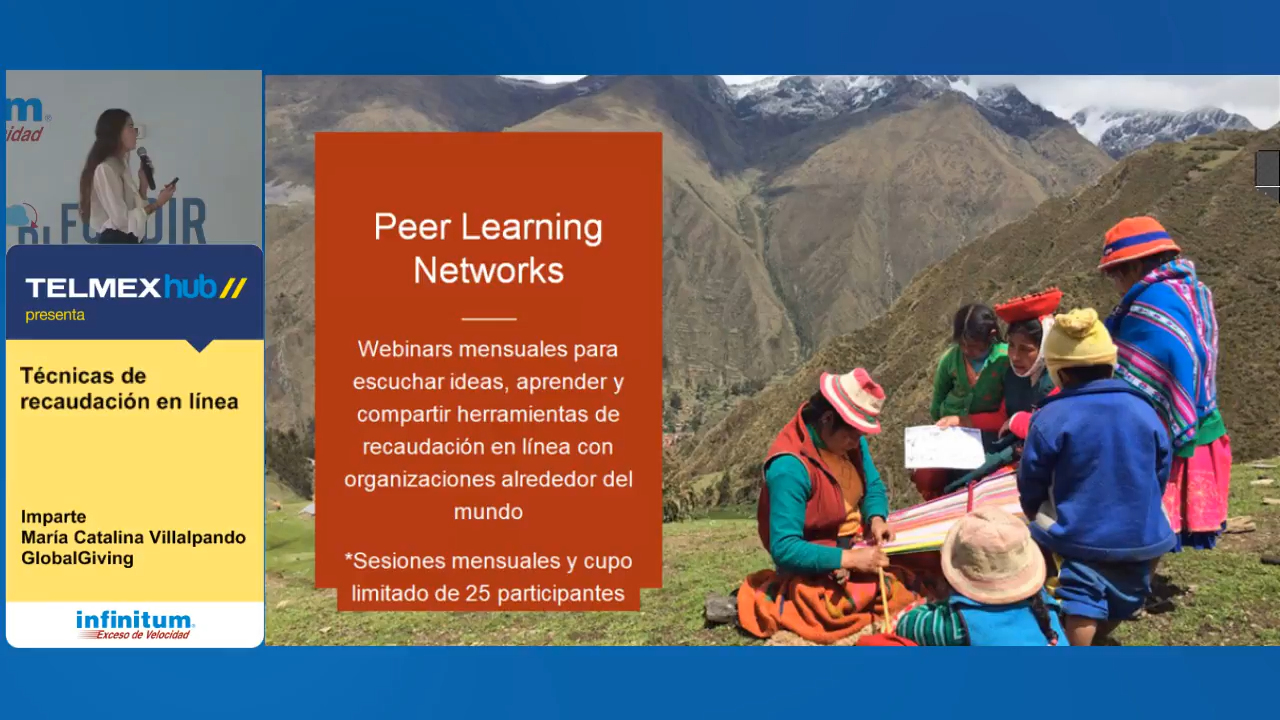 m
idad
FUNDIR
TELMEXhub//
presenta
Técnicas de
recaudación en línea
Imparte
María Catalina Villalpando
GlobalGiving
infinitum
Exceso de Velocidad
Peer Learning
Networks
Webinars mensuales para
escuchar ideas, aprender y
compartir herramientas de
recaudación en línea con
organizaciones alrededor del
mundo
*Sesiones mensuales y cupo
limitado de 25 participantes